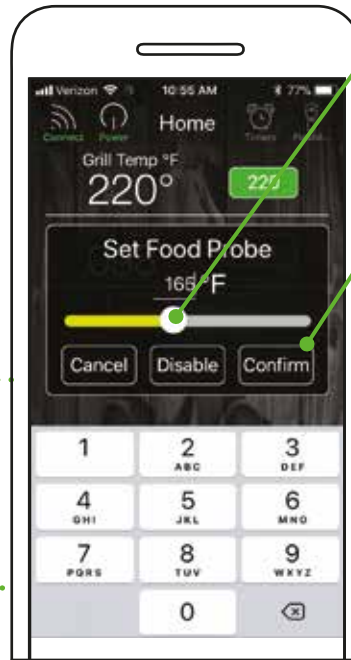 Verizon 10:55 AM 77%
Connect Power Home Timers
Grill Temp °F
220° 220
Set Food Probe
165 °F
Cancel Disable Confirm
1 2 3
ABC DEF
4 5 6
GHI JKL MNO
7 8 9
PQRS TUV WXYZ
0